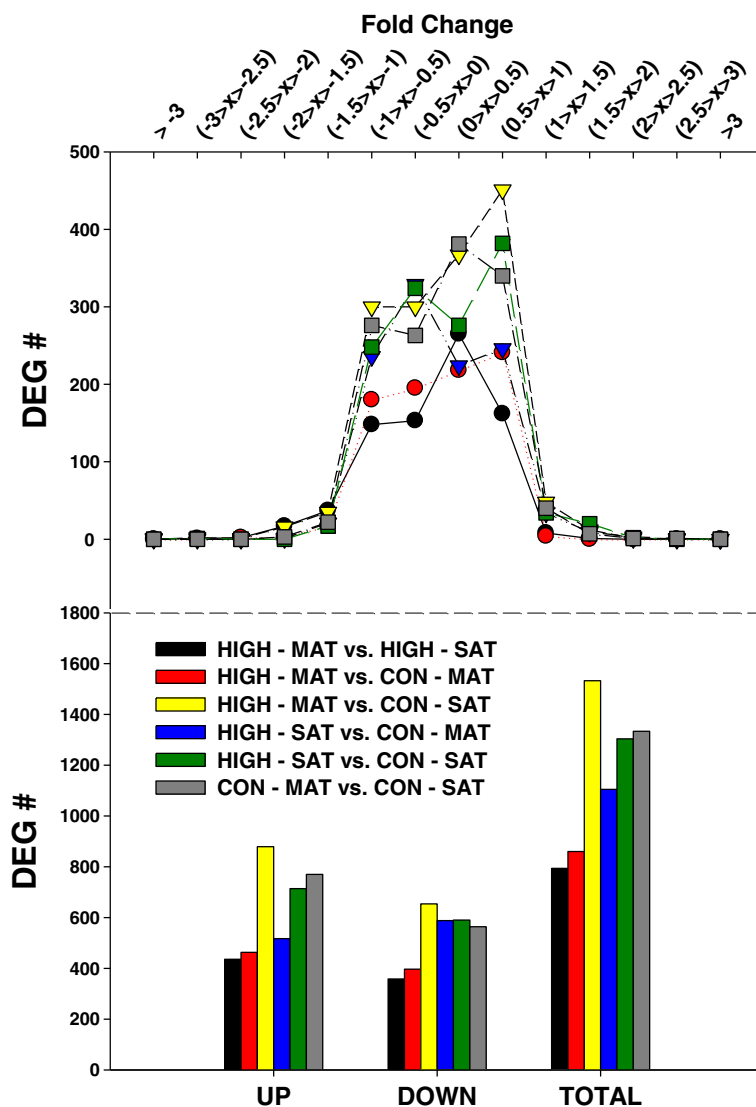 Fold Change
> -3
(-3>x>-2.5)
(-2.5>x>-2)
(-2>x>-1.5)
(-1.5>x>-1)
(-1>x>-0.5)
(-0.5>x>0)
(0>x>0.5)
(0.5>x>1)
(1>x>1.5)
(1.5>x>2)
(2>x>2.5)
(2.5>x>3)
>3
500
400
300
200
100
0
DEG #
1800
1600
1400
1200
1000
800
600
400
200
0
DEG #
HIGH - MAT vs. HIGH - SAT
HIGH - MAT vs. CON - MAT
HIGH - MAT vs. CON - SAT
HIGH - SAT vs. CON - MAT
HIGH - SAT vs. CON - SAT
CON - MAT vs. CON - SAT
UP DOWN TOTAL